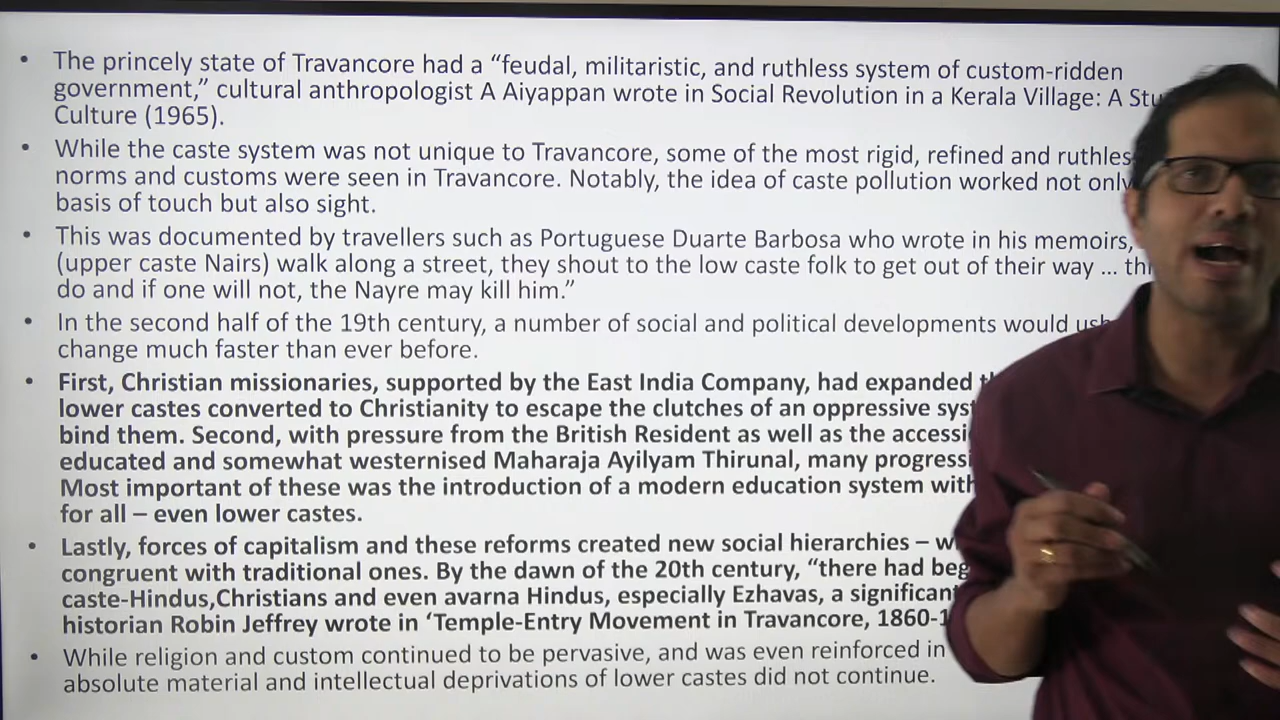 • The princely state of Travancore had a “feudal, militaristic, and ruthless system of custom-ridden
government,” cultural anthropologist A Aiyappan wrote in Social Revolution in a Kerala Village: A
Culture (1965).
• While the caste system was not unique to Travancore, some of the most rigid, refined and
norms and customs were seen in Travancore. Notably, the idea of caste pollution worked not only
basis of touch but also sight.
• This was documented by travellers such as Portuguese Duarte Barbosa who wrote in his memoirs,
(upper caste Nairs) walk along a street, they shout to the low caste folk to get out of their way …
do and if one will not, the Nayre may kill him.”
• In the second half of the 19th century, a number of social and political developments would
change much faster than ever before.
• First, Christian missionaries, supported by the East India Company, had expanded
lower castes converted to Christianity to escape the clutches of an oppressive
bind them. Second, with pressure from the British Resident as well as the
educated and somewhat westernised Maharaja Ayilyam Thirunal, many
Most important of these was the introduction of a modern education system
for all – even lower castes.
• Lastly, forces of capitalism and these reforms created new social hierarchies –
congruent with traditional ones. By the dawn of the 20th century, “there had
caste-Hindus,Christians and even avarna Hindus, especially Ezhavas, a
historian Robin Jeffrey wrote in ‘Temple-Entry Movement in Travancore, 1860-
• While religion and custom continued to be pervasive, and was even reinforced in
absolute material and intellectual deprivations of lower castes did not continue.